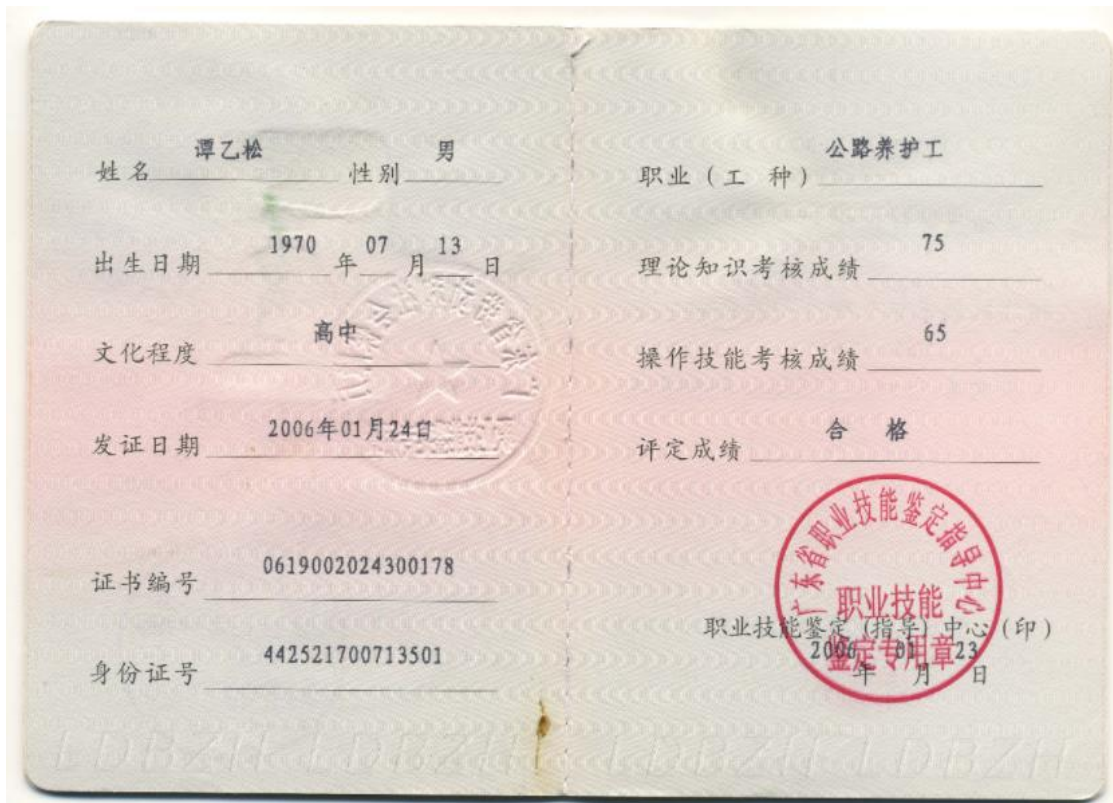 姓名 谭乙松 性别 男
出生日期 1970 年 07 月 13 日
文化程度 高中
发证日期 2006年01月24日
证书编号 0619002024300178
身份证号 442521700713501
职业（工 种） 公路养护工
理论知识考核成绩 75
操作技能考核成绩 65
评定成绩 合 格
广东省职业技能鉴定指导中心
职业技能
鉴定专用章
职业技能鉴定（指导）中心（印）
2006 年 01 月 23 日
LDBZH LDBZH LDBZH LDBZH